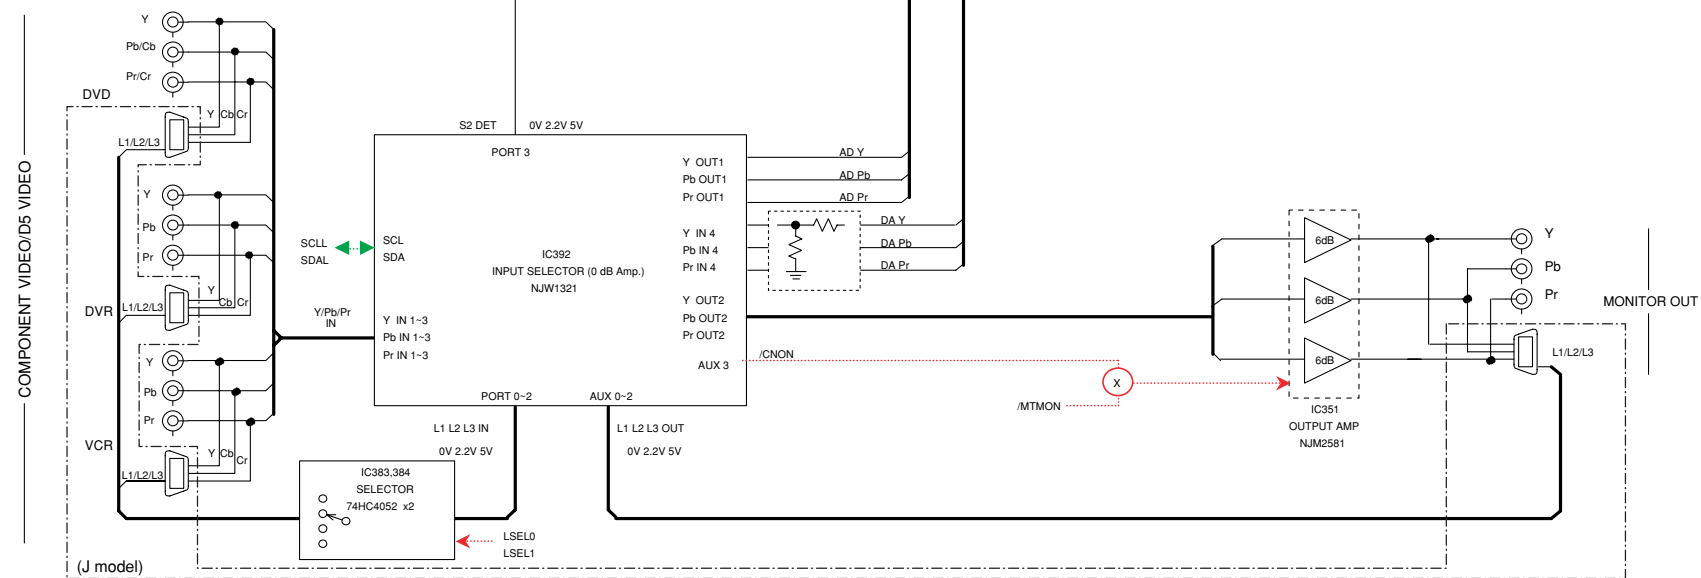 COMPONENT VIDEO/D5 VIDEO
Y
Pb/Cb
Pr/Cr
DVD
Y Cb Cr
L1/L2/L3
Y
Pb
Pr
Y
Cb Cr
DVR
L1/L2/L3
Y
Pb
Pr
VCR
Y Cb
Cr
L1/L2/L3
(J model)
SCLL
SDAL
Y/Pb/Pr
IN
S2 DET
0V 2.2V 5V
PORT 3
SCL
SDA
IC392
INPUT SELECTOR (0 dB Amp.)
NJW1321
Y IN 1~3
Pb IN 1~3
Pr IN 1~3
Y OUT1
Pb OUT1
Pr OUT1
Y IN 4
Pb IN 4
Pr IN 4
Y OUT2
Pb OUT2
Pr OUT2
AUX 3
PORT 0~2
AUX 0~2
AD Y
AD Pb
AD Pr
DA Y
DA Pb
DA Pr
/CNON
X
/MTMON
L1 L2 L3 IN
0V 2.2V 5V
L1 L2 L3 OUT
0V 2.2V 5V
IC383,384
SELECTOR
74HC4052 x2
LSEL0
LSEL1
6dB
6dB
6dB
IC351
OUTPUT AMP
NJM2581
Y
Pb
Pr
L1/L2/L3
MONITOR OUT